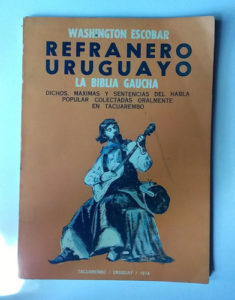 WASHINGTON ESCOBAR
REFRANERO
URUGUAYO
LA BIBLIA GAUCHA
DICHOS, MAXIMAS Y SENTENCIAS DEL HABLA
POPULAR COLECTADAS ORALMENTE
EN TACUAREMBO
TACUAREMBO / URUGUAY / 1974